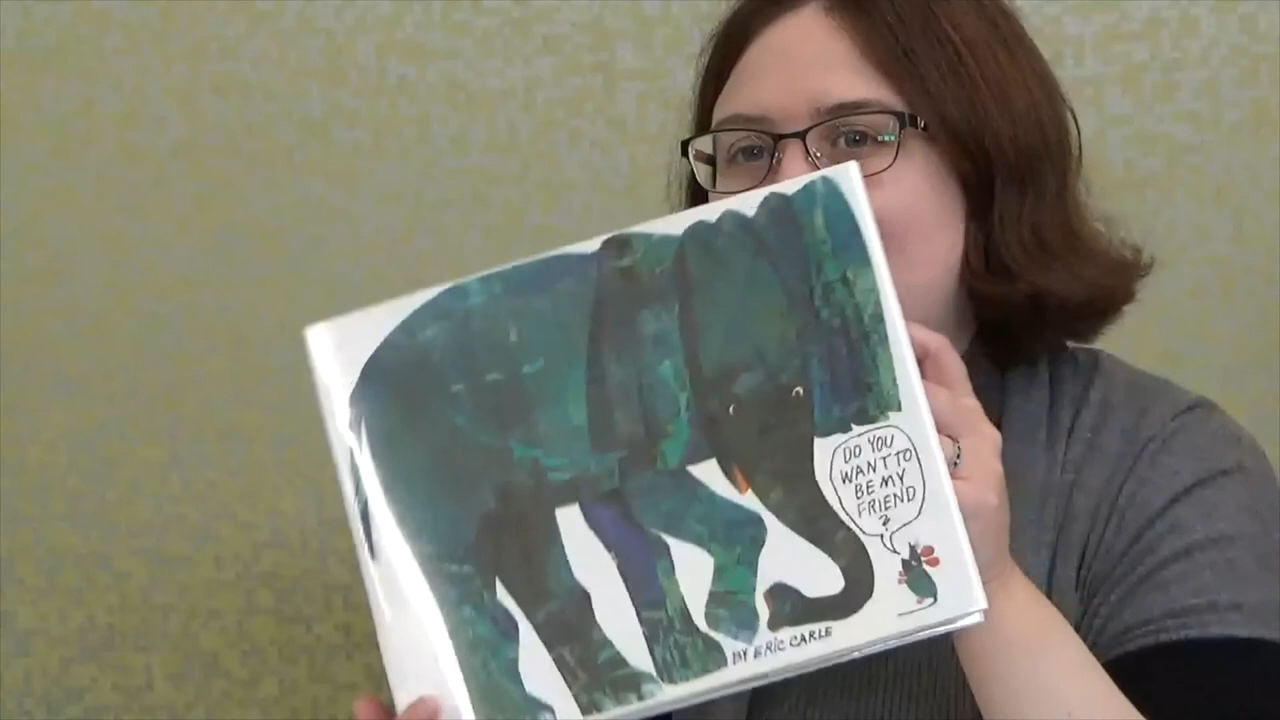 DO YOU
WANT TO
BE MY
FRIEND
?
BY ERIC CARLE